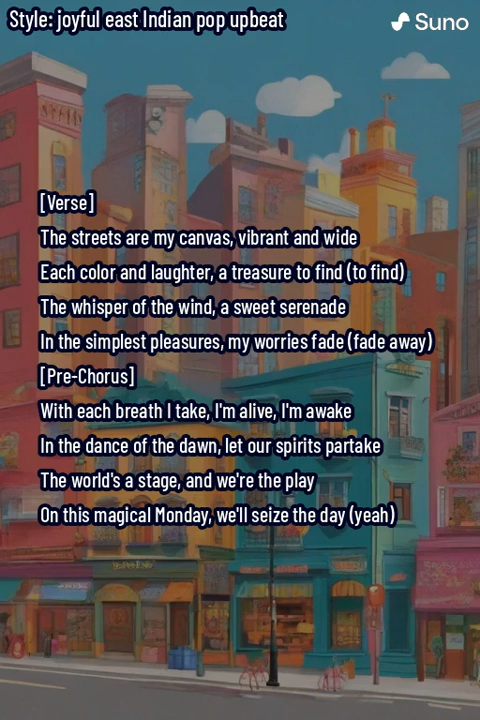 Style: joyful east Indian pop upbeat
Suno
[Verse]
The streets are my canvas, vibrant and wide
Each color and laughter, a treasure to find (to find)
The whisper of the wind, a sweet serenade
In the simplest pleasures, my worries fade (fade away)
[Pre-Chorus]
With each breath I take, I'm alive, I'm awake
In the dance of the dawn, let our spirits partake
The world's a stage, and we're the play
On this magical Monday, we'll seize the day (yeah)